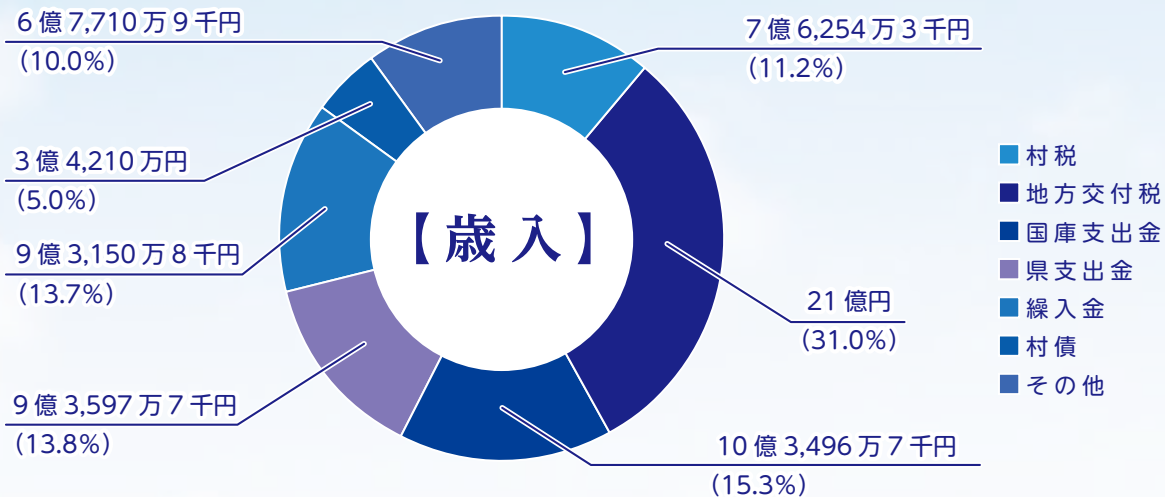 6 億 7,710 万 9 千円
(10.0%)
7 億 6,254 万 3 千円
(11.2%)
3 億 4,210 万円
(5.0%)
9 億 3,150 万 8 千円
(13.7%)
9 億 3,597 万 7 千円
(13.8%)
【歳入】
21 億円
(31.0%)
10 億 3,496 万 7 千円
(15.3%)
村税
地方交付税
国庫支出金
県支出金
繰入金
村債
その他